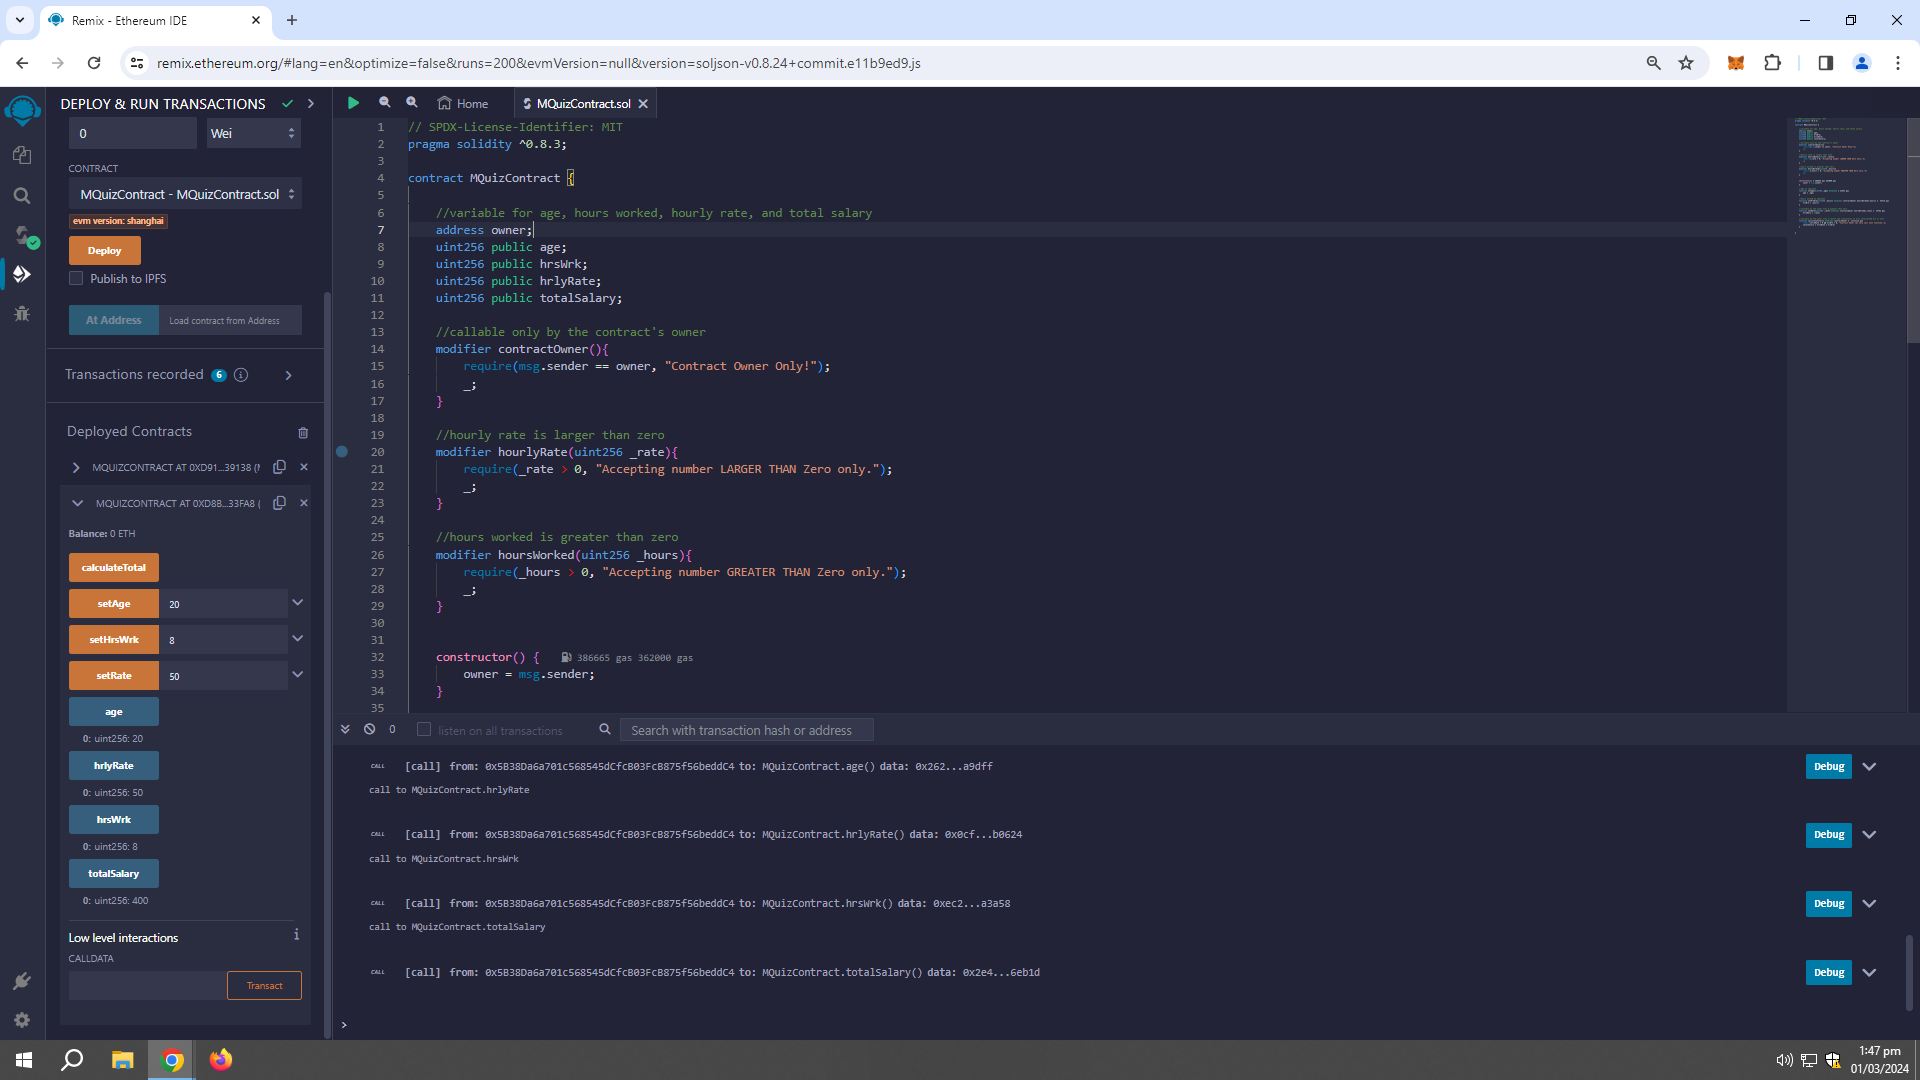 Remix - Ethereum IDE
remix.ethereum.org/#lang=en&optimize=false&runs=200&evmVersion=null&version=soljson-v0.8.24+commit.e11b9ed9.js
DEPLOY & RUN TRANSACTIONS
0
Wei
CONTRACT
MQuizContract - MQuizContract.sol
evm version: shanghai
Deploy
Publish to IPFS
At Address
Load contract from Address
Transactions recorded 6
Deployed Contracts
MQUIZCONTRACT AT 0XD91...39138 (
MQUIZCONTRACT AT 0XD8B...33FA8 (
Balance: 0 ETH
calculateTotal
setAge 20
setHrsWrk 8
setRate 50
age
0: uint256: 20
hrlyRate
0: uint256: 50
hrsWrk
0: uint256: 8
totalSalary
0: uint256: 400
Low level interactions
CALLDATA
Transact
Home
MQuizContract.sol
1 // SPDX-License-Identifier: MIT
2 pragma solidity ^0.8.3;
3
4 contract MQuizContract {
5
6 //variable for age, hours worked, hourly rate, and total salary
7 address owner;
8 uint256 public age;
9 uint256 public hrsWrk;
10 uint256 public hrlyRate;
11 uint256 public totalSalary;
12
13 //callable only by the contract's owner
14 modifier contractOwner(){
15 require(msg.sender == owner, "Contract Owner Only!");
16 _;
17 }
18
19 //hourly rate is larger than zero
20 modifier hourlyRate(uint256 _rate){
21 require(_rate > 0, "Accepting number LARGER THAN Zero only.");
22 _;
23 }
24
25 //hours worked is greater than zero
26 modifier hoursWorked(uint256 _hours){
27 require(_hours > 0, "Accepting number GREATER THAN Zero only.");
28 _;
29 }
30
31
32 constructor() { 386665 gas 362000 gas
33 owner = msg.sender;
34 }
35
0
listen on all transactions
Search with transaction hash or address
CALL [call] from: 0x5B38Da6a701c568545dCfcB03FcB875f56beddC4 to: MQuizContract.age() data: 0x262...a9dff Debug
call to MQuizContract.hrlyRate
CALL [call] from: 0x5B38Da6a701c568545dCfcB03FcB875f56beddC4 to: MQuizContract.hrlyRate() data: 0x0cf...b0624 Debug
call to MQuizContract.hrsWrk
CALL [call] from: 0x5B38Da6a701c568545dCfcB03FcB875f56beddC4 to: MQuizContract.hrsWrk() data: 0xec2...a3a58 Debug
call to MQuizContract.totalSalary
CALL [call] from: 0x5B38Da6a701c568545dCfcB03FcB875f56beddC4 to: MQuizContract.totalSalary() data: 0x2e4...6eb1d Debug
>
1:47 pm
01/03/2024